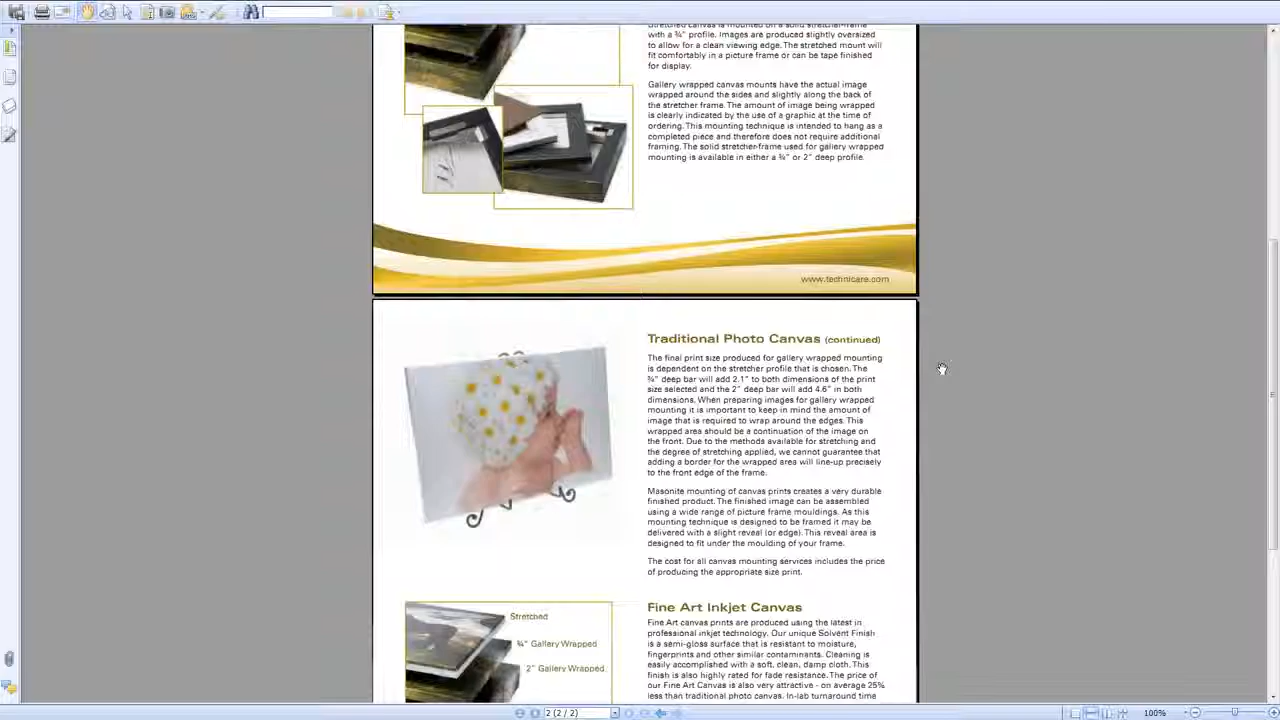 Stretched canvas is mounted on a solid stretcher-frame
with a ¾" profile. Images are produced slightly oversized
to allow for a clean viewing edge. The stretched mount will
fit comfortably in a picture frame or can be tape finished
for display.
Gallery wrapped canvas mounts have the actual image
wrapped around the sides and slightly along the back of
the stretcher frame. The amount of image being wrapped
is clearly indicated by the use of a graphic at the time of
ordering. This mounting technique is intended to hang as a
completed piece and therefore does not require additional
framing. The solid stretcher-frame used for gallery wrapped
mounting is available in either a ¾" or 2" deep profile.
www.technicare.com
Traditional Photo Canvas (continued)
The final print size produced for gallery wrapped mounting
is dependent on the stretcher profile that is chosen. The
¾" deep bar will add 2.1" to both dimensions of the print
size selected and the 2" deep bar will add 4.6" in both
dimensions. When preparing images for gallery wrapped
mounting it is important to keep in mind the amount of
image that is required to wrap around the edges. This
wrapped area should be a continuation of the image on
the front. Due to the methods available for stretching and
the degree of stretching applied, we cannot guarantee that
adding a border for the wrapped area will line-up precisely
to the front edge of the frame.
Masonite mounting of canvas prints creates a very durable
finished product. The finished image can be assembled
using a wide range of picture frame mouldings. As this
mounting technique is designed to be framed it may be
delivered with a slight reveal (or edge). This reveal area is
designed to fit under the moulding of your frame.
The cost for all canvas mounting services includes the price
of producing the appropriate size print.
Stretched
¾" Gallery Wrapped
2" Gallery Wrapped
Fine Art Inkjet Canvas
Fine Art canvas prints are produced using the latest in
professional inkjet technology. Our unique Solvent Finish
is a semi-gloss surface that is resistant to moisture,
fingerprints and other similar contaminants. Cleaning is
easily accomplished with a soft, clean, damp cloth. This
finish is also highly rated for fade resistance. The price of
our Fine Art Canvas is also very attractive - on average 25%
less than traditional photo canvas. In-lab turnaround time
2 (2 / 2)
100%